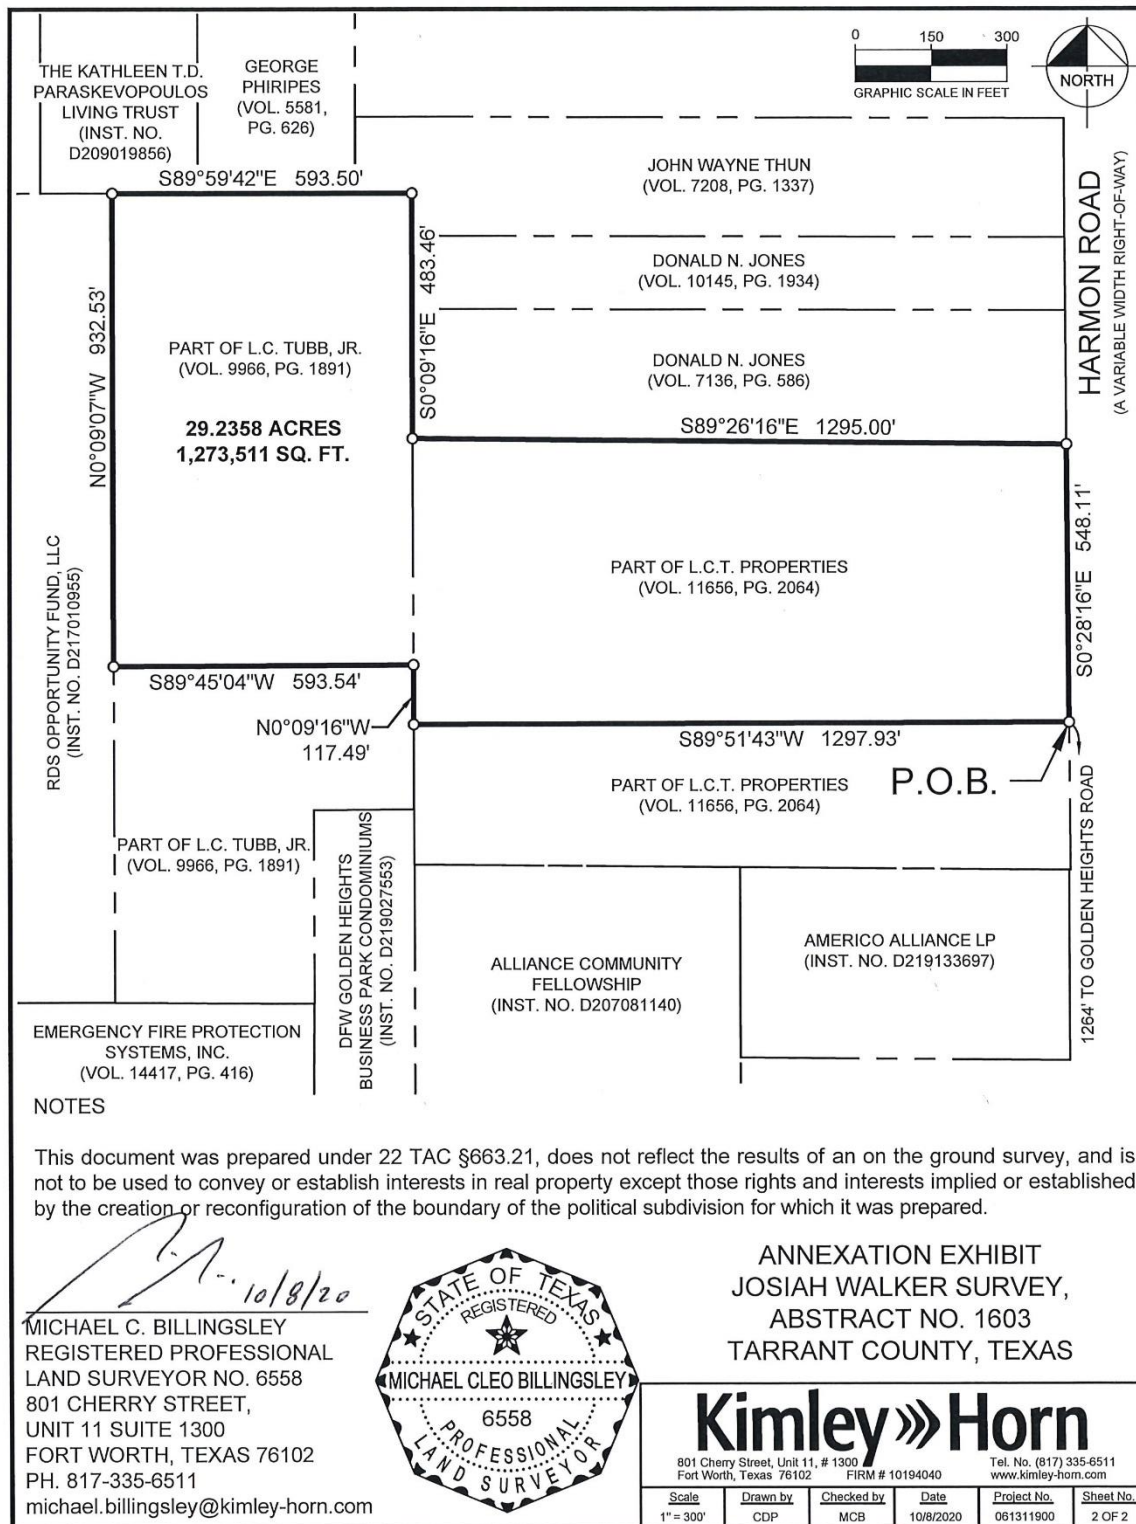 THE KATHLEEN T.D.
PARASKEVOPOULOS
LIVING TRUST
(INST. NO.
D209019856)
GEORGE
PHIRIPES
(VOL. 5581,
PG. 626)
0 150 300
GRAPHIC SCALE IN FEET
NORTH
S89°59'42"E 593.50'
JOHN WAYNE THUN
(VOL. 7208, PG. 1337)
HARMON ROAD
(A VARIABLE WIDTH RIGHT-OF-WAY)
DONALD N. JONES
(VOL. 10145, PG. 1934)
S0°09'16"E 483.46'
N0°09'07"W 932.53'
PART OF L.C. TUBB, JR.
(VOL. 9966, PG. 1891)
29.2358 ACRES
1,273,511 SQ. FT.
DONALD N. JONES
(VOL. 7136, PG. 586)
S89°26'16"E 1295.00'
RDS OPPORTUNITY FUND, LLC
(INST. NO. D217010955)
PART OF L.C.T. PROPERTIES
(VOL. 11656, PG. 2064)
S0°28'16"E 548.11'
S89°45'04"W 593.54'
N0°09'16"W
117.49'
S89°51'43"W 1297.93'
P.O.B.
PART OF L.C.T. PROPERTIES
(VOL. 11656, PG. 2064)
1264' TO GOLDEN HEIGHTS ROAD
PART OF L.C. TUBB, JR.
(VOL. 9966, PG. 1891)
DFW GOLDEN HEIGHTS
BUSINESS PARK CONDOMINIUMS
(INST. NO. D219027553)
ALLIANCE COMMUNITY
FELLOWSHIP
(INST. NO. D207081140)
AMERICO ALLIANCE LP
(INST. NO. D219133697)
EMERGENCY FIRE PROTECTION
SYSTEMS, INC.
(VOL. 14417, PG. 416)
NOTES
This document was prepared under 22 TAC §663.21, does not reflect the results of an on the ground survey, and is
not to be used to convey or establish interests in real property except those rights and interests implied or established
by the creation or reconfiguration of the boundary of the political subdivision for which it was prepared.
10/8/20
MICHAEL C. BILLINGSLEY
REGISTERED PROFESSIONAL
LAND SURVEYOR NO. 6558
801 CHERRY STREET,
UNIT 11 SUITE 1300
FORT WORTH, TEXAS 76102
PH. 817-335-6511
michael.billingsley@kimley-horn.com
STATE OF TEXAS
REGISTERED
MICHAEL CLEO BILLINGSLEY
6558
PROFESSIONAL
LAND SURVEYOR
ANNEXATION EXHIBIT
JOSIAH WALKER SURVEY,
ABSTRACT NO. 1603
TARRANT COUNTY, TEXAS
Kimley»Horn
801 Cherry Street, Unit 11, # 1300
Fort Worth, Texas 76102
FIRM # 10194040
Tel. No. (817) 335-6511
www.kimley-horn.com
Scale Drawn by Checked by Date Project No. Sheet No.
1" = 300' CDP MCB 10/8/2020 061311900 2 OF 2